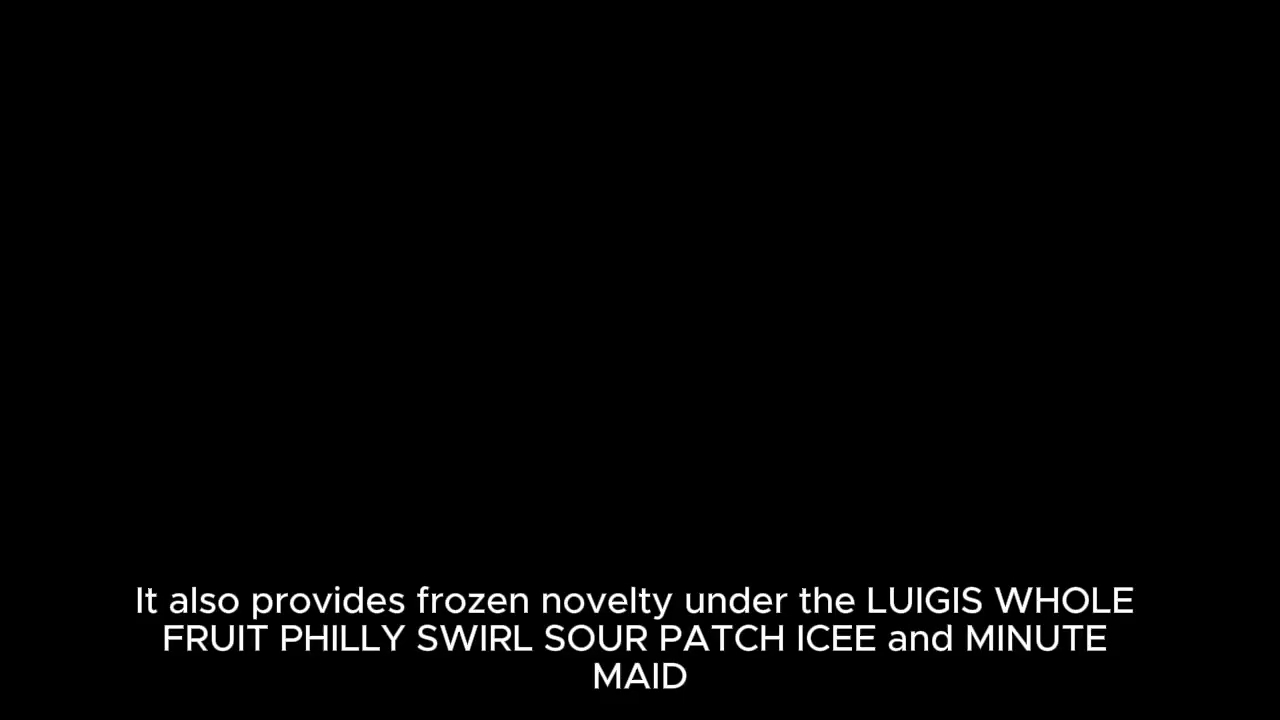 It also provides frozen novelty under the LUIGIS WHOLE
FRUIT PHILLY SWIRL SOUR PATCH ICEE and MINUTE
MAID